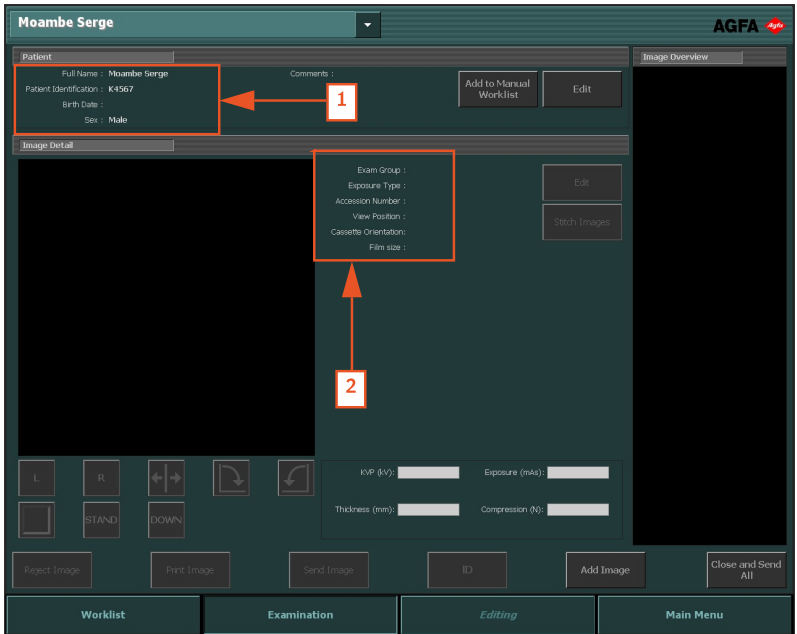 Moambe Serge
AGFA Agfa
Patient
Image Overview
Full Name : Moambe Serge
Patient Identification : K4567
Birth Date :
Sex : Male
Comments :
Add to Manual
Worklist
Edit
1
Image Detail
Exam Group :
Exposure Type :
Accession Number :
View Position :
Cassette Orientation:
Film size :
Edit
Stitch Images
2
L
R
STAND
DOWN
KVP (kV):
Exposure (mAs):
Thickness (mm):
Compression (N):
Reject Image
Print Image
Send Image
ID
Add Image
Close and Send
All
Worklist
Examination
Editing
Main Menu